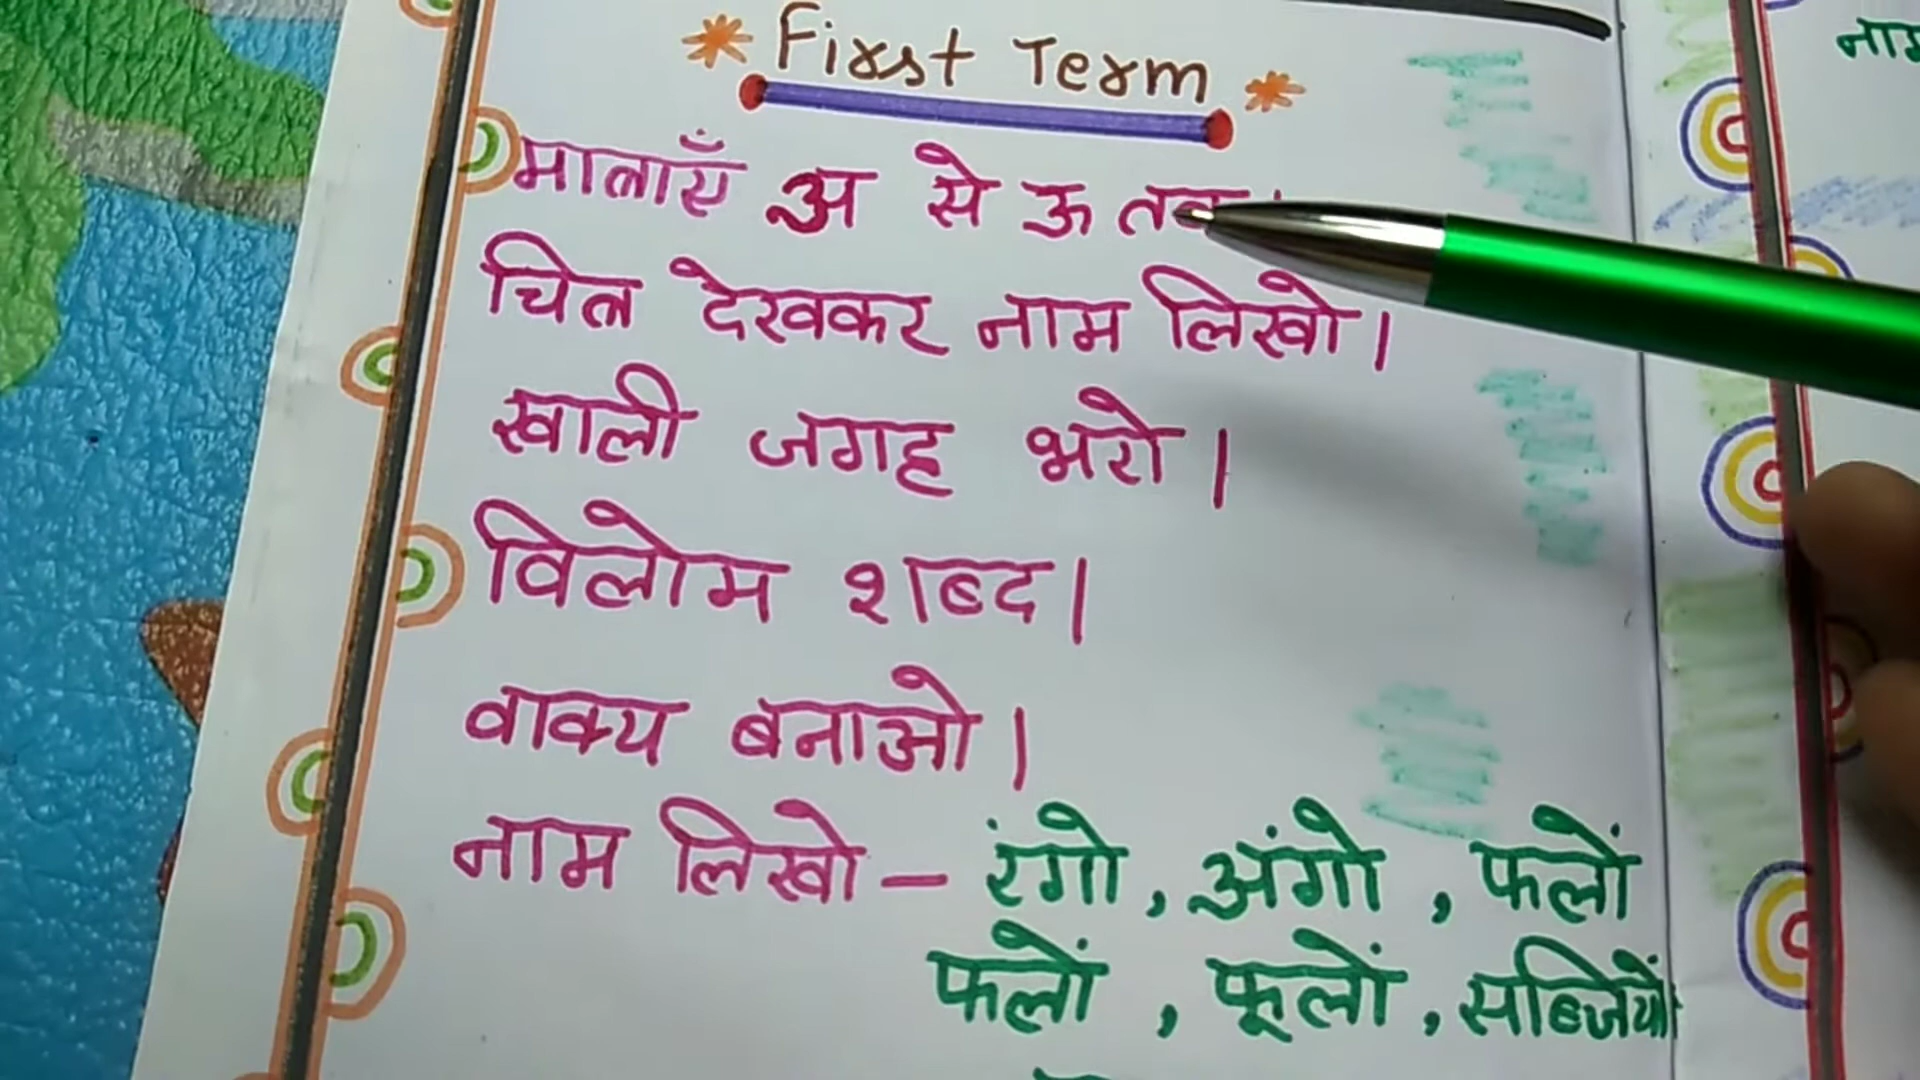 First Term
मात्राएँ अ से ऊ तक।
चित्र देखकर नाम लिखो।
खाली जगह भरो।
विलोम शब्द।
वाक्य बनाओ।
नाम लिखो – रंगो, अंगो, फलों
फलों, फूलों, सब्जियों
नाम